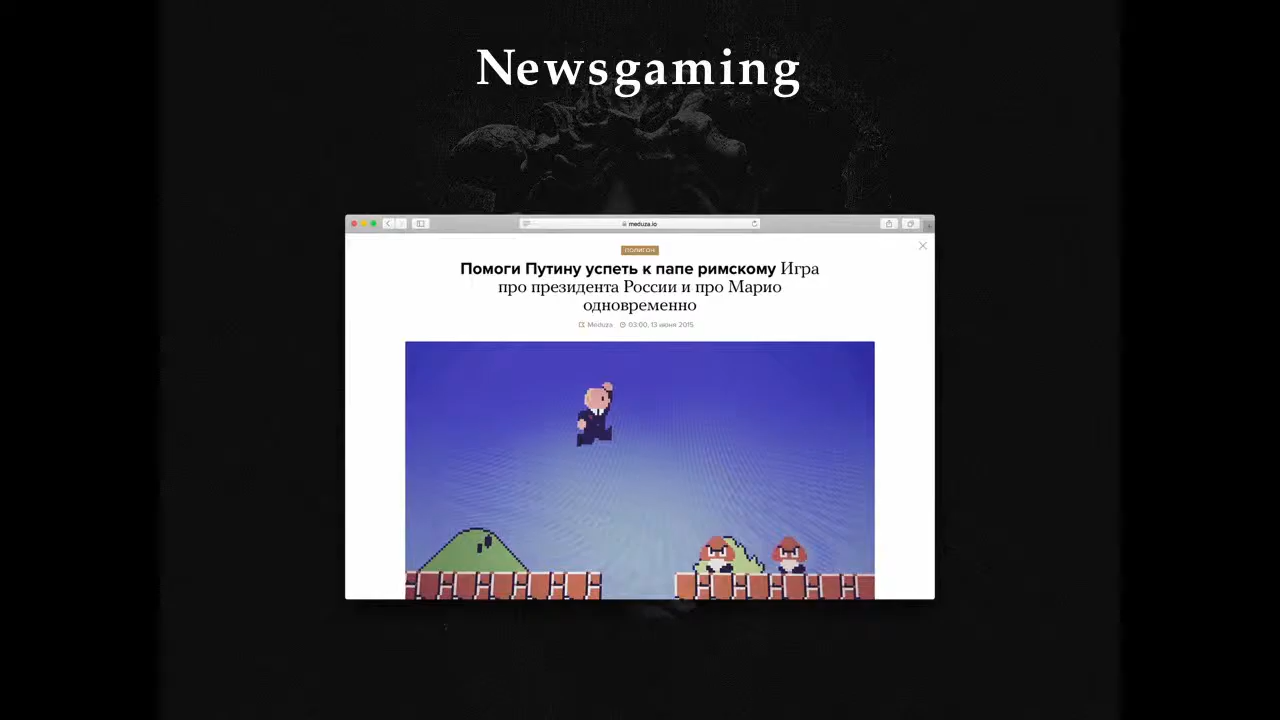 Newsgaming
meduza.io
ПОЛИГОН
Помоги Путину успеть к папе римскому Игра
про президента России и про Марио
одновременно
Meduza 03:00, 13 июня 2015